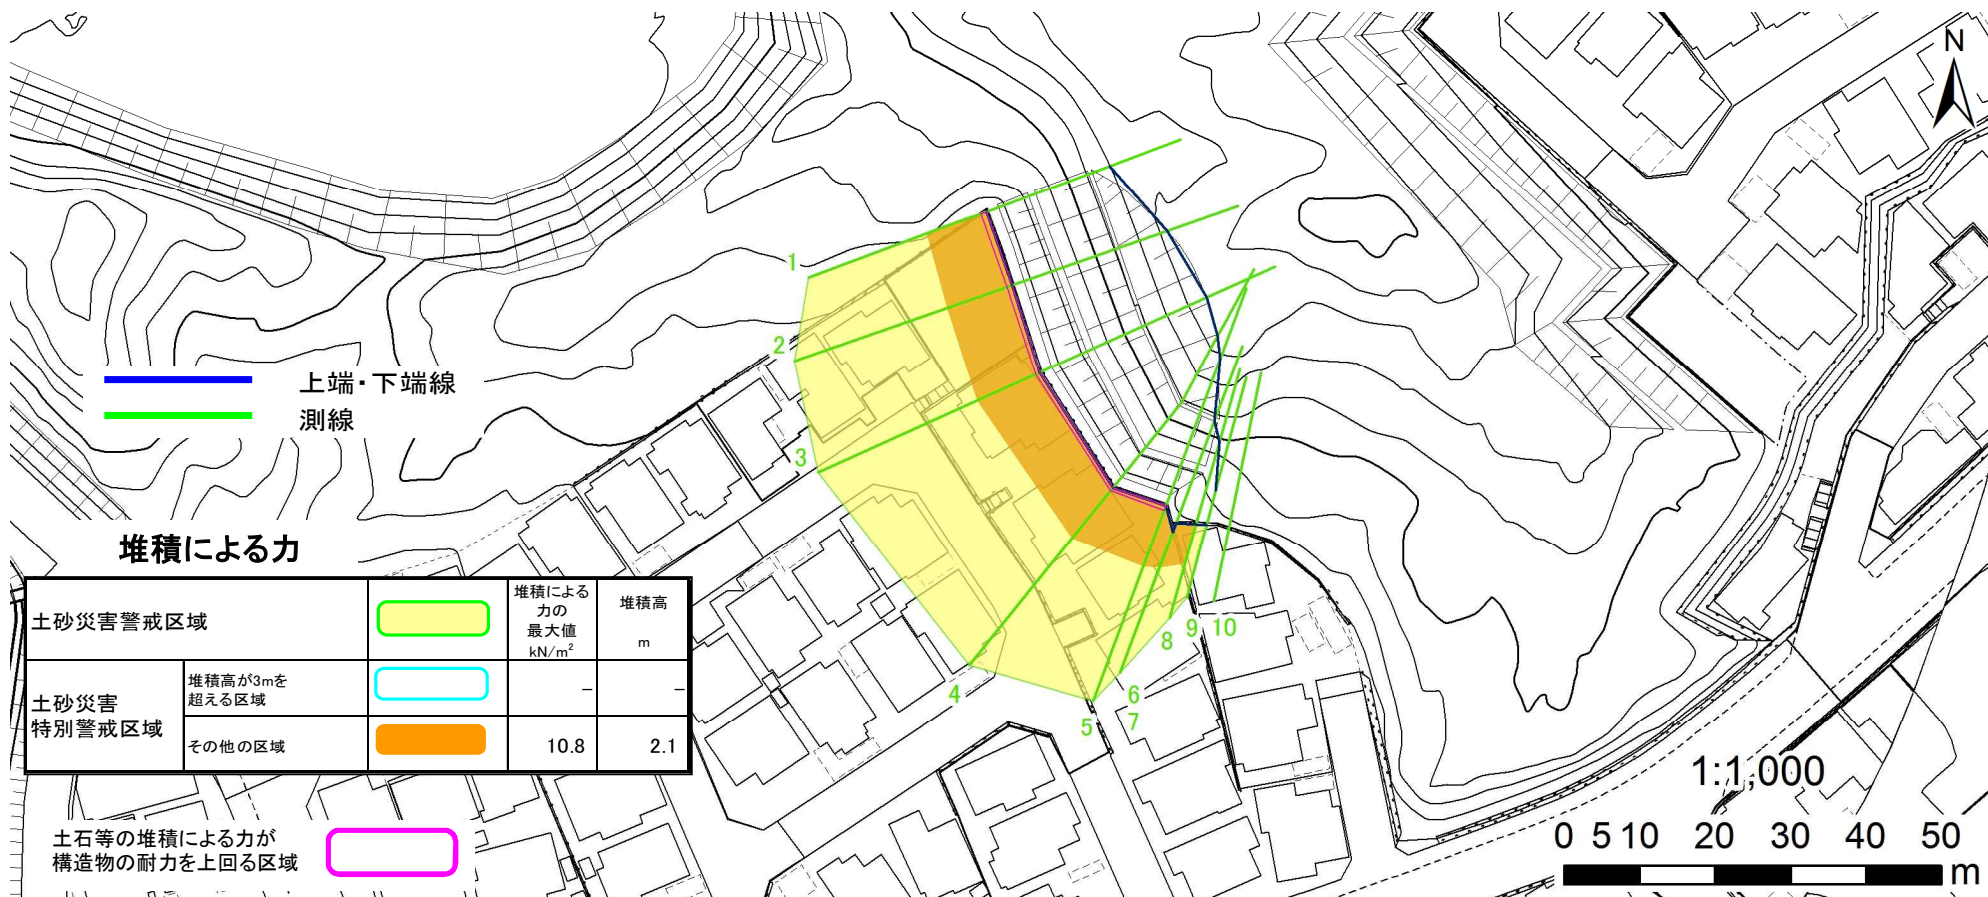 N
1
2
3
4
5
6
7
8
9
10
上端・下端線
測線
堆積による力
堆積による
力の
最大値
kN/m²
堆積高
m
土砂災害警戒区域
土砂災害
特別警戒区域
堆積高が3mを
超える区域
－
－
その他の区域
10.8
2.1
土石等の堆積による力が
構造物の耐力を上回る区域
1:1,000
0 5 10 20 30 40 50
m